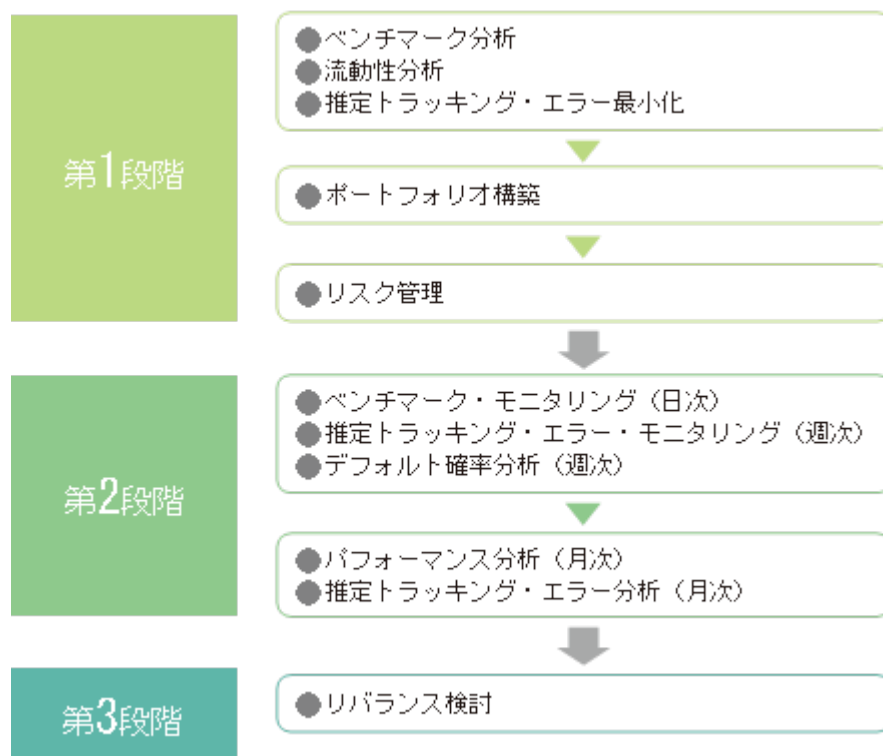 第1段階
●ベンチマーク分析
●流動性分析
●推定トラッキング・エラー最小化
●ポートフォリオ構築
●リスク管理
第2段階
●ベンチマーク・モニタリング（日次）
●推定トラッキング・エラー・モニタリング（週次）
●デフォルト確率分析（週次）
●パフォーマンス分析（月次）
●推定トラッキング・エラー分析（月次）
第3段階
●リバランス検討